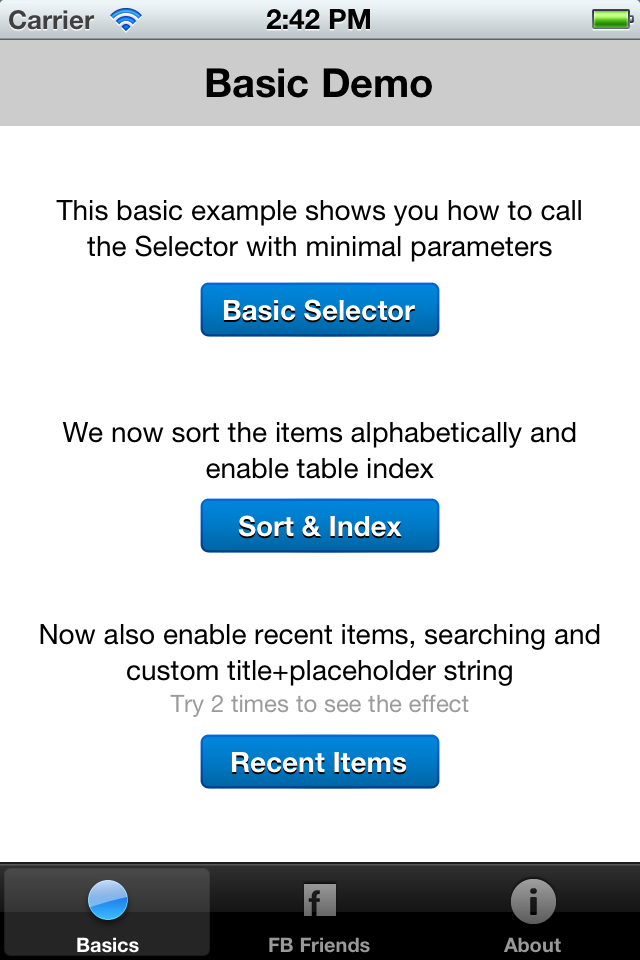 Carrier 2:42 PM
Basic Demo
This basic example shows you how to call
the Selector with minimal parameters
Basic Selector
We now sort the items alphabetically and
enable table index
Sort & Index
Now also enable recent items, searching and
custom title+placeholder string
Try 2 times to see the effect
Recent Items
Basics FB Friends About